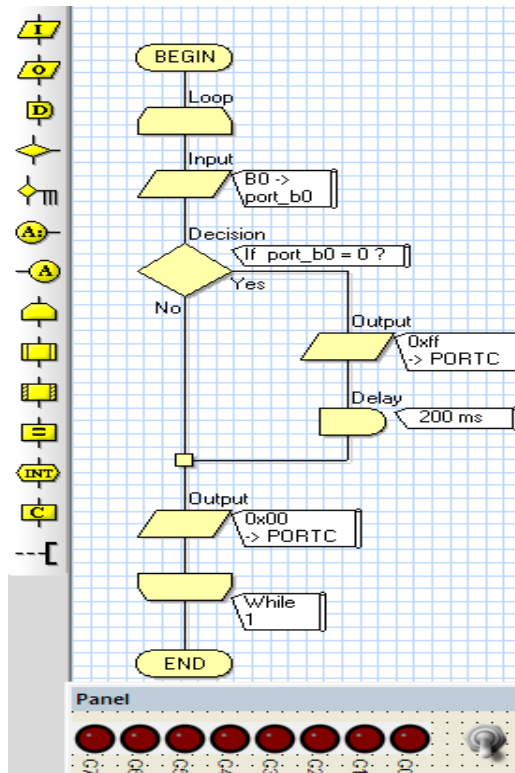 I
BEGIN
O
Loop
D
Input
B0 ->
port_b0
Decision
If port_b0 = 0 ?
A:
Yes
A
No
Output
0xff
-> PORTC
Delay
200 ms
=
INT
Output
0x00
-> PORTC
C
While
1
END
Panel